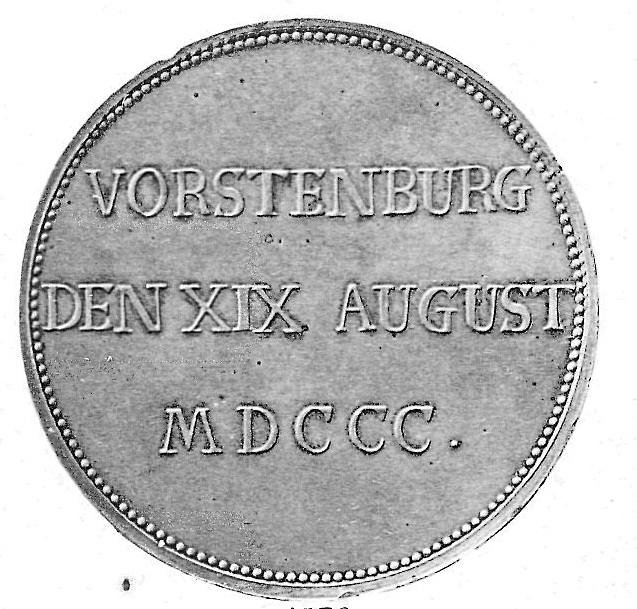 VORSTENBURG
DEN XIX AUGUST
MDCCC.